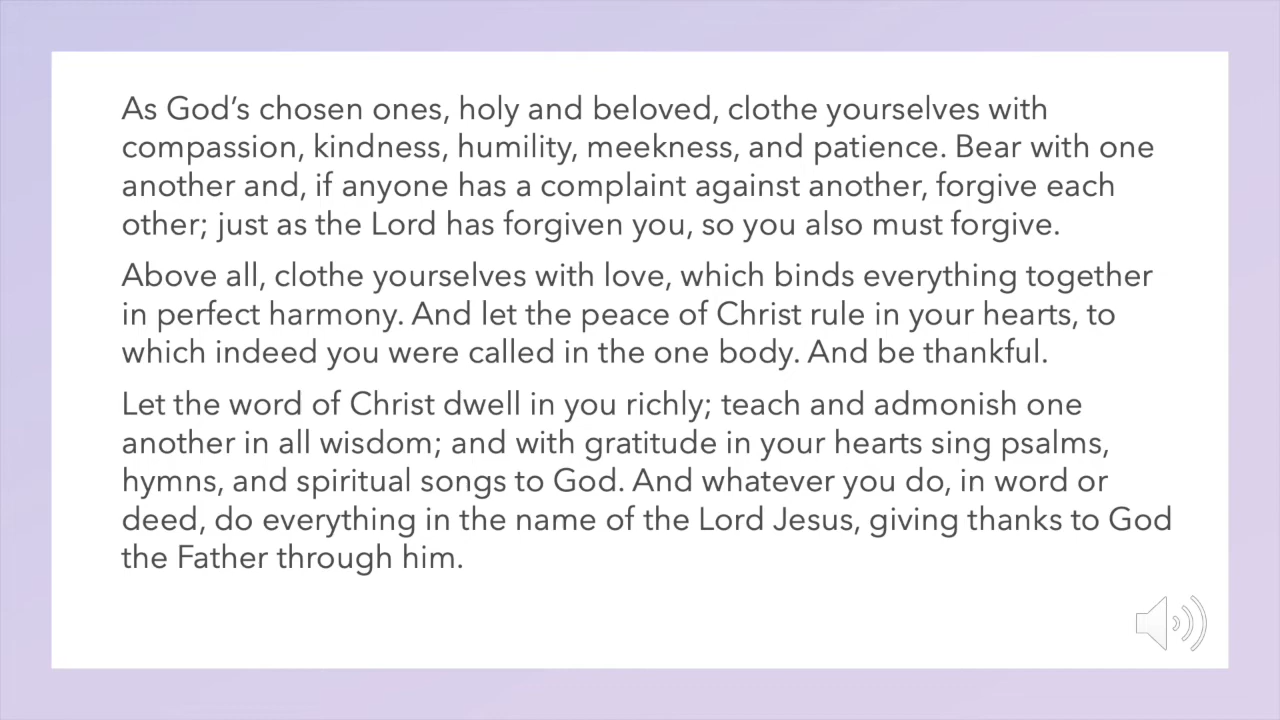 As God’s chosen ones, holy and beloved, clothe yourselves with
compassion, kindness, humility, meekness, and patience. Bear with one
another and, if anyone has a complaint against another, forgive each
other; just as the Lord has forgiven you, so you also must forgive.
Above all, clothe yourselves with love, which binds everything together
in perfect harmony. And let the peace of Christ rule in your hearts, to
which indeed you were called in the one body. And be thankful.
Let the word of Christ dwell in you richly; teach and admonish one
another in all wisdom; and with gratitude in your hearts sing psalms,
hymns, and spiritual songs to God. And whatever you do, in word or
deed, do everything in the name of the Lord Jesus, giving thanks to God
the Father through him.